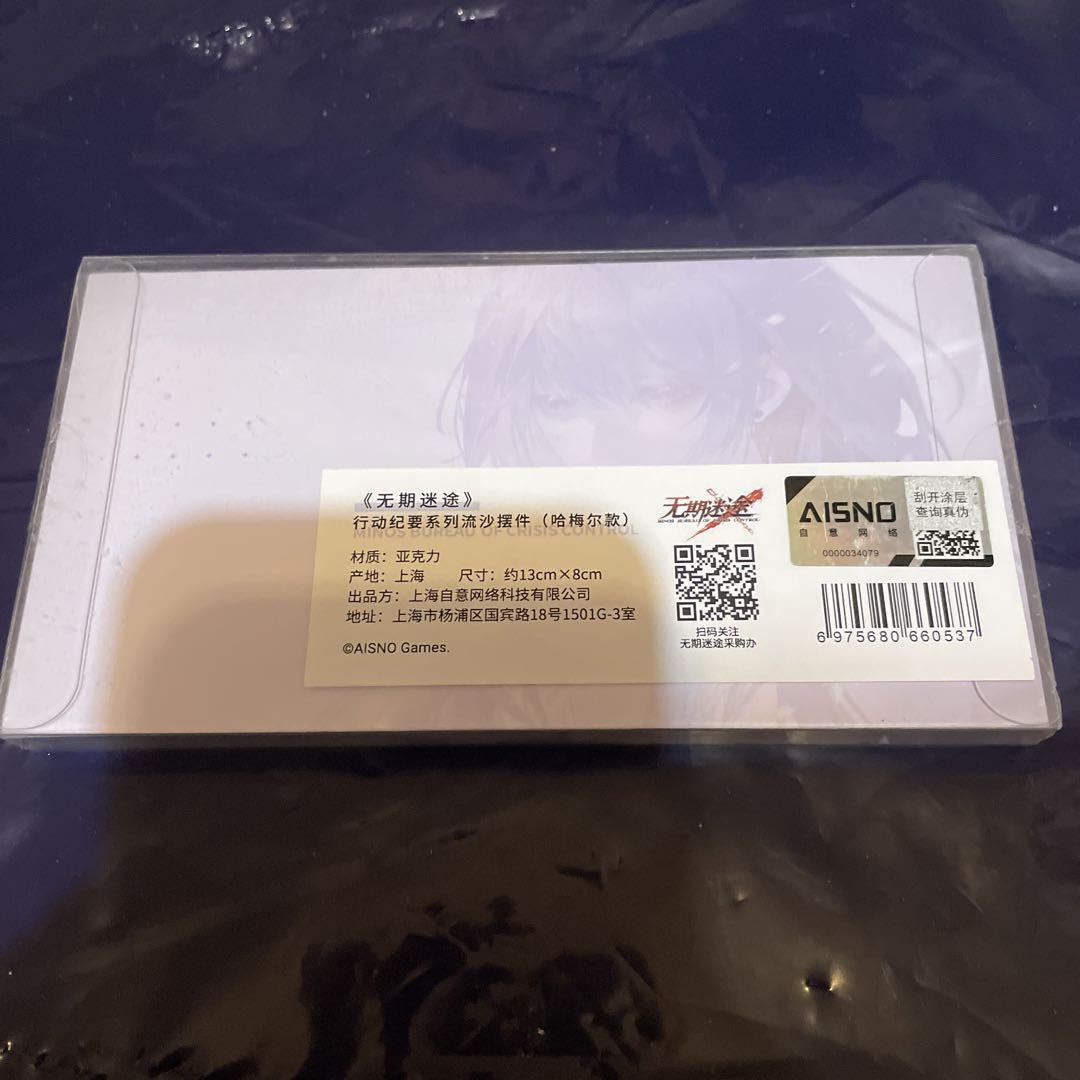 《无期迷途》
行动纪要系列流沙摆件（哈梅尔款）
MINOS BUREAU OF CRISIS CONTROL
材质：亚克力
产地：上海 尺寸：约13cm×8cm
出品方：上海自意网络科技有限公司
地址：上海市杨浦区国宾路18号1501G-3室
©AISNO Games.
无期迷途
MINOS BUREAU OF CRISIS CONTROL
扫码关注
无期迷途采购办
AISNO
自意网络
0000034079
刮开涂层
查询真伪
6 975680 660537